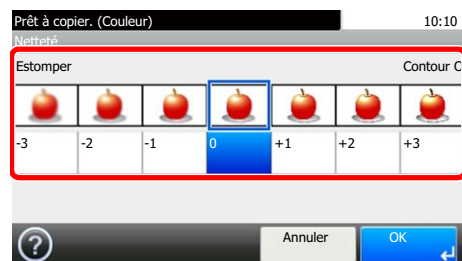 Prêt à copier. (Couleur) 10:10
Netteté
Estomper Contour C
-3 -2 -1 0 +1 +2 +3
?
Annuler OK